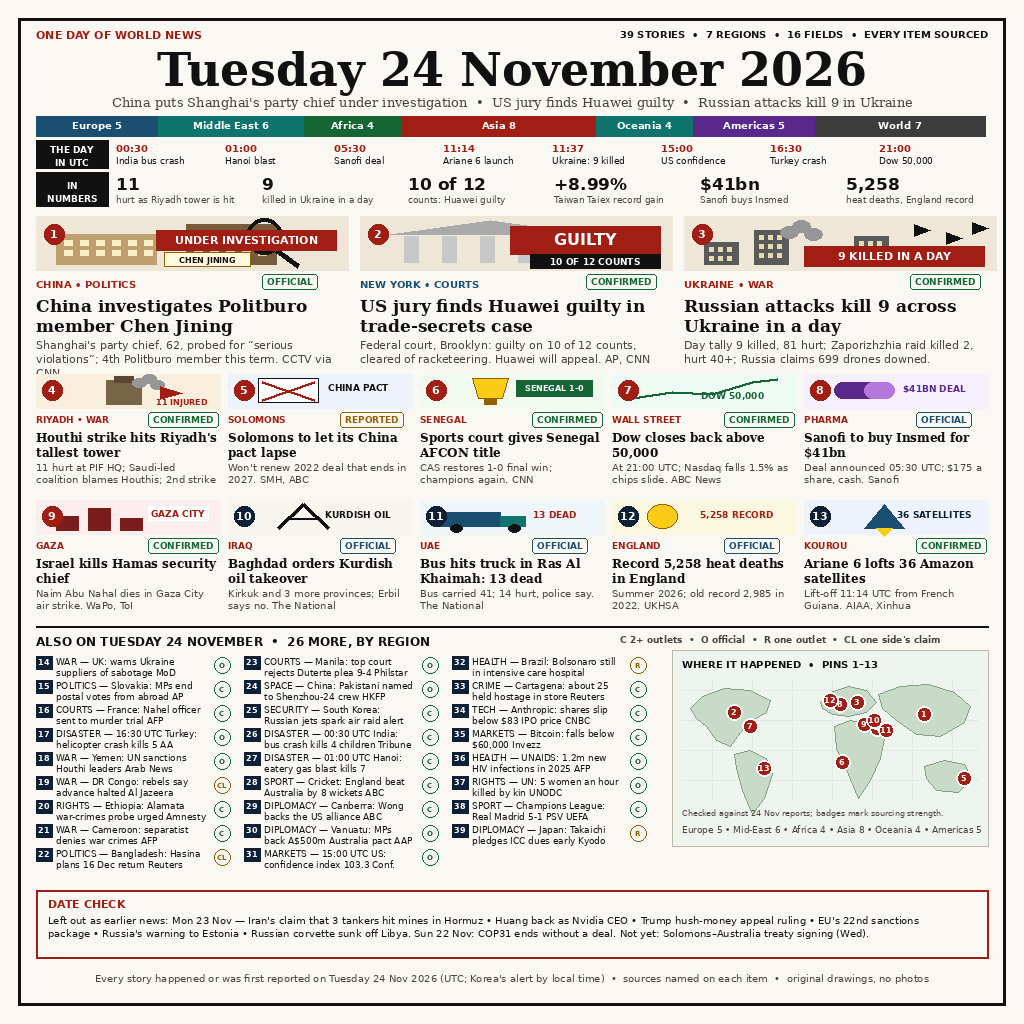 ONE DAY OF WORLD NEWS
39 STORIES • 7 REGIONS • 16 FIELDS • EVERY ITEM SOURCED
Tuesday 24 November 2026
China puts Shanghai's party chief under investigation • US jury finds Huawei guilty • Russian attacks kill 9 in Ukraine
Europe 5
Middle East 6
Africa 4
Asia 8
Oceania 4
Americas 5
World 7
THE DAY
IN UTC
00:30
India bus crash
01:00
Hanoi blast
05:30
Sanofi deal
11:14
Ariane 6 launch
11:37
Ukraine: 9 killed
15:00
US confidence
16:30
Turkey crash
21:00
Dow 50,000
IN
NUMBERS
11
hurt as Riyadh tower is hit
9
killed in Ukraine in a day
10 of 12
counts: Huawei guilty
+8.99%
Taiwan Taiex record gain
$41bn
Sanofi buys Insmed
5,258
heat deaths, England record
1
UNDER INVESTIGATION
CHEN JINING
CHINA • POLITICS
OFFICIAL
China investigates Politburo
member Chen Jining
Shanghai's party chief, 62, probed for “serious
violations”; 4th Politburo member this term. CCTV via
CNN
2
GUILTY
10 OF 12 COUNTS
NEW YORK • COURTS
CONFIRMED
US jury finds Huawei guilty in
trade-secrets case
Federal court, Brooklyn: guilty on 10 of 12 counts,
cleared of racketeering. Huawei will appeal. AP, CNN
3
9 KILLED IN A DAY
UKRAINE • WAR
CONFIRMED
Russian attacks kill 9 across
Ukraine in a day
Day tally 9 killed, 81 hurt; Zaporizhzhia raid killed 2,
hurt 40+; Russia claims 699 drones downed.
4
11 INJURED
RIYADH • WAR
CONFIRMED
Houthi strike hits Riyadh's
tallest tower
11 hurt at PIF HQ; Saudi-led
coalition blames Houthis; 2nd strike
5
CHINA PACT
SOLOMONS
REPORTED
Solomons to let its China
pact lapse
Won't renew 2022 deal that ends in
2027. SMH, ABC
6
SENEGAL 1-0
SENEGAL
CONFIRMED
Sports court gives Senegal
AFCON title
CAS restores 1-0 final win;
champions again. CNN
7
DOW 50,000
WALL STREET
CONFIRMED
Dow closes back above
50,000
At 21:00 UTC; Nasdaq falls 1.5% as
chips slide. ABC News
8
$41BN DEAL
PHARMA
OFFICIAL
Sanofi to buy Insmed for
$41bn
Deal announced 05:30 UTC; $175 a
share, cash. Sanofi
9
GAZA CITY
GAZA
CONFIRMED
Israel kills Hamas security
chief
Naim Abu Nahal dies in Gaza City
air strike. WaPo, ToI
10
KURDISH OIL
IRAQ
OFFICIAL
Baghdad orders Kurdish
oil takeover
Kirkuk and 3 more provinces; Erbil
says no. The National
11
13 DEAD
UAE
OFFICIAL
Bus hits truck in Ras Al
Khaimah: 13 dead
Bus carried 41; 14 hurt, police say.
The National
12
5,258 RECORD
ENGLAND
OFFICIAL
Record 5,258 heat deaths
in England
Summer 2026; old record 2,985 in
2022. UKHSA
13
36 SATELLITES
KOUROU
CONFIRMED
Ariane 6 lofts 36 Amazon
satellites
Lift-off 11:14 UTC from French
Guiana. AIAA, Xinhua
ALSO ON TUESDAY 24 NOVEMBER • 26 MORE, BY REGION
C 2+ outlets • O official • R one outlet • CL one side's claim
14 WAR — UK: warns Ukraine
suppliers of sabotage MoD
O
15 POLITICS — Slovakia: MPs end
postal votes from abroad AP
C
16 COURTS — France: Nahel officer
sent to murder trial AFP
C
17 DISASTER — 16:30 UTC Turkey:
helicopter crash kills 5 AA
O
18 WAR — Yemen: UN sanctions
Houthi leaders Arab News
O
19 WAR — DR Congo: rebels say
advance halted Al Jazeera
CL
20 RIGHTS — Ethiopia: Alamata
war-crimes probe urged Amnesty
C
21 WAR — Cameroon: separatist
denies war crimes AFP
C
22 POLITICS — Bangladesh: Hasina
plans 16 Dec return Reuters
CL
23 COURTS — Manila: top court
rejects Duterte plea 9-4 Philstar
O
24 SPACE — China: Pakistani named
to Shenzhou-24 crew HKFP
C
25 SECURITY — South Korea:
Russian jets spark air raid alert
C
26 DISASTER — 00:30 UTC India:
bus crash kills 4 children Tribune
C
27 DISASTER — 01:00 UTC Hanoi:
eatery gas blast kills 7
C
28 SPORT — Cricket: England beat
Australia by 8 wickets ABC
C
29 DIPLOMACY — Canberra: Wong
backs the US alliance ABC
C
30 DIPLOMACY — Vanuatu: MPs
back A$500m Australia pact AAP
C
31 MARKETS — 15:00 UTC US:
confidence index 103.3 Conf.
O
32 HEALTH — Brazil: Bolsonaro still
in intensive care hospital
R
33 CRIME — Cartagena: about 25
held hostage in store Reuters
C
34 TECH — Anthropic: shares slip
below $83 IPO price CNBC
C
35 MARKETS — Bitcoin: falls below
$60,000 Invezz
C
36 HEALTH — UNAIDS: 1.2m new
HIV infections in 2025 AFP
C
37 RIGHTS — UN: 5 women an hour
killed by kin UNODC
O
38 SPORT — Champions League:
Real Madrid 5-1 PSV UEFA
C
39 DIPLOMACY — Japan: Takaichi
pledges ICC dues early Kyodo
R
WHERE IT HAPPENED • PINS 1–13
2
7
13
12
8
3
9
10
11
6
1
5
Checked against 24 Nov reports; badges mark sourcing strength.
Europe 5 • Mid-East 6 • Africa 4 • Asia 8 • Oceania 4 • Americas 5
DATE CHECK
Left out as earlier news: Mon 23 Nov — Iran's claim that 3 tankers hit mines in Hormuz • Huang back as Nvidia CEO • Trump hush-money appeal ruling • EU's 22nd sanctions
package • Russia's warning to Estonia • Russian corvette sunk off Libya. Sun 22 Nov: COP31 ends without a deal. Not yet: Solomons–Australia treaty signing (Wed).
Every story happened or was first reported on Tuesday 24 Nov 2026 (UTC; Korea's alert by local time) • sources named on each item • original drawings, no photos